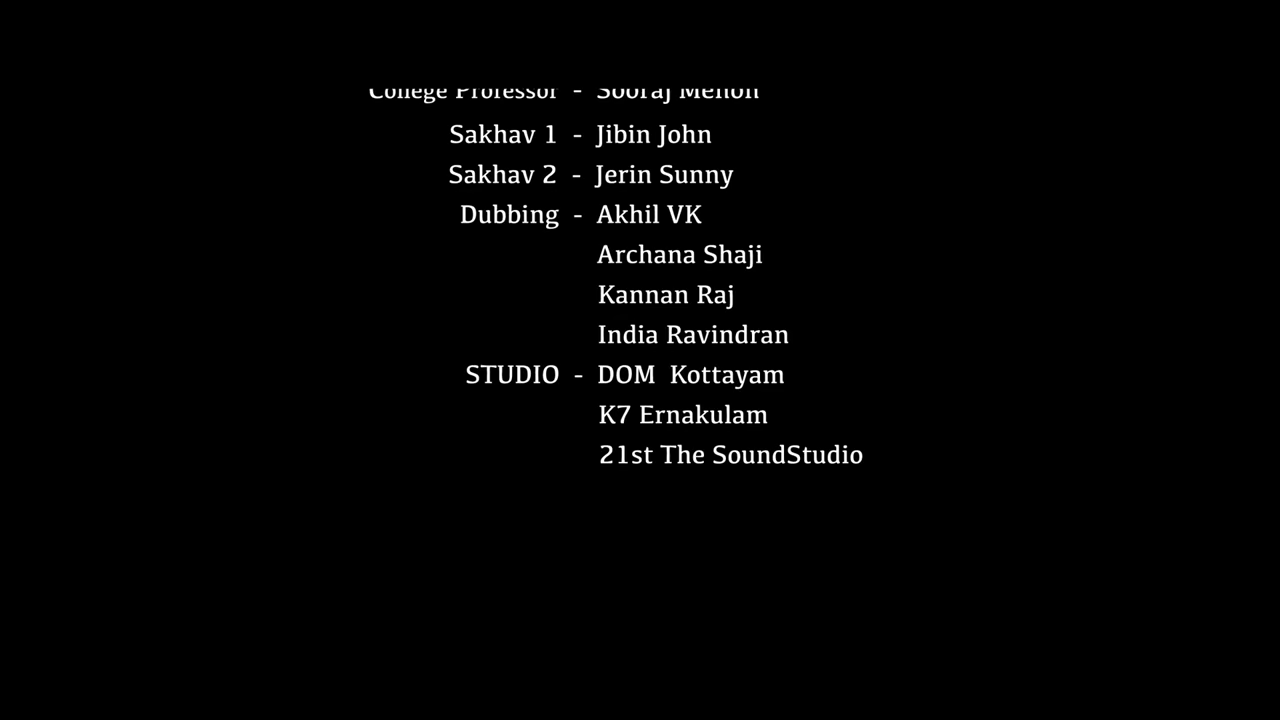 College Professor - Sooraj Menon
Sakhav 1 - Jibin John
Sakhav 2 - Jerin Sunny
Dubbing - Akhil VK
Archana Shaji
Kannan Raj
India Ravindran
STUDIO - DOM Kottayam
K7 Ernakulam
21st The SoundStudio